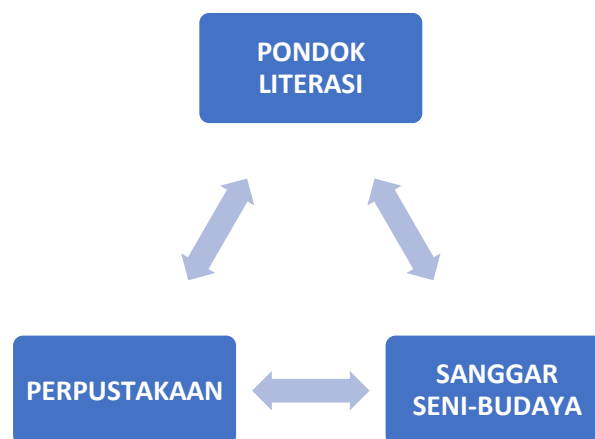 PONDOK
LITERASI
PERPUSTAKAAN
SANGGAR
SENI-BUDAYA